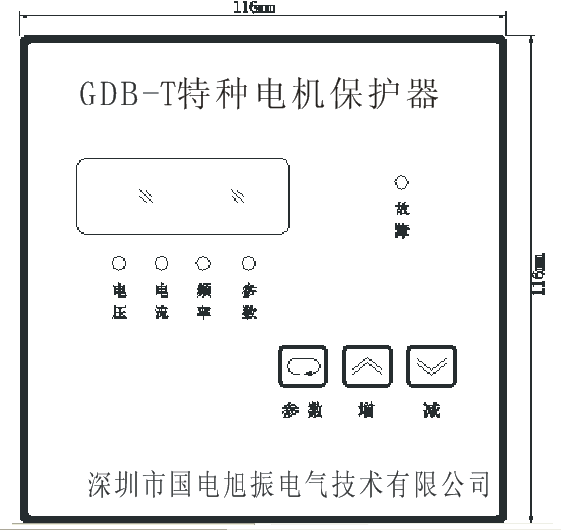 116mm
GDB-T特种电机保护器
故障
116mm
电压 电流 频率 参数
参数 增 减
深圳市国电旭振电气技术有限公司